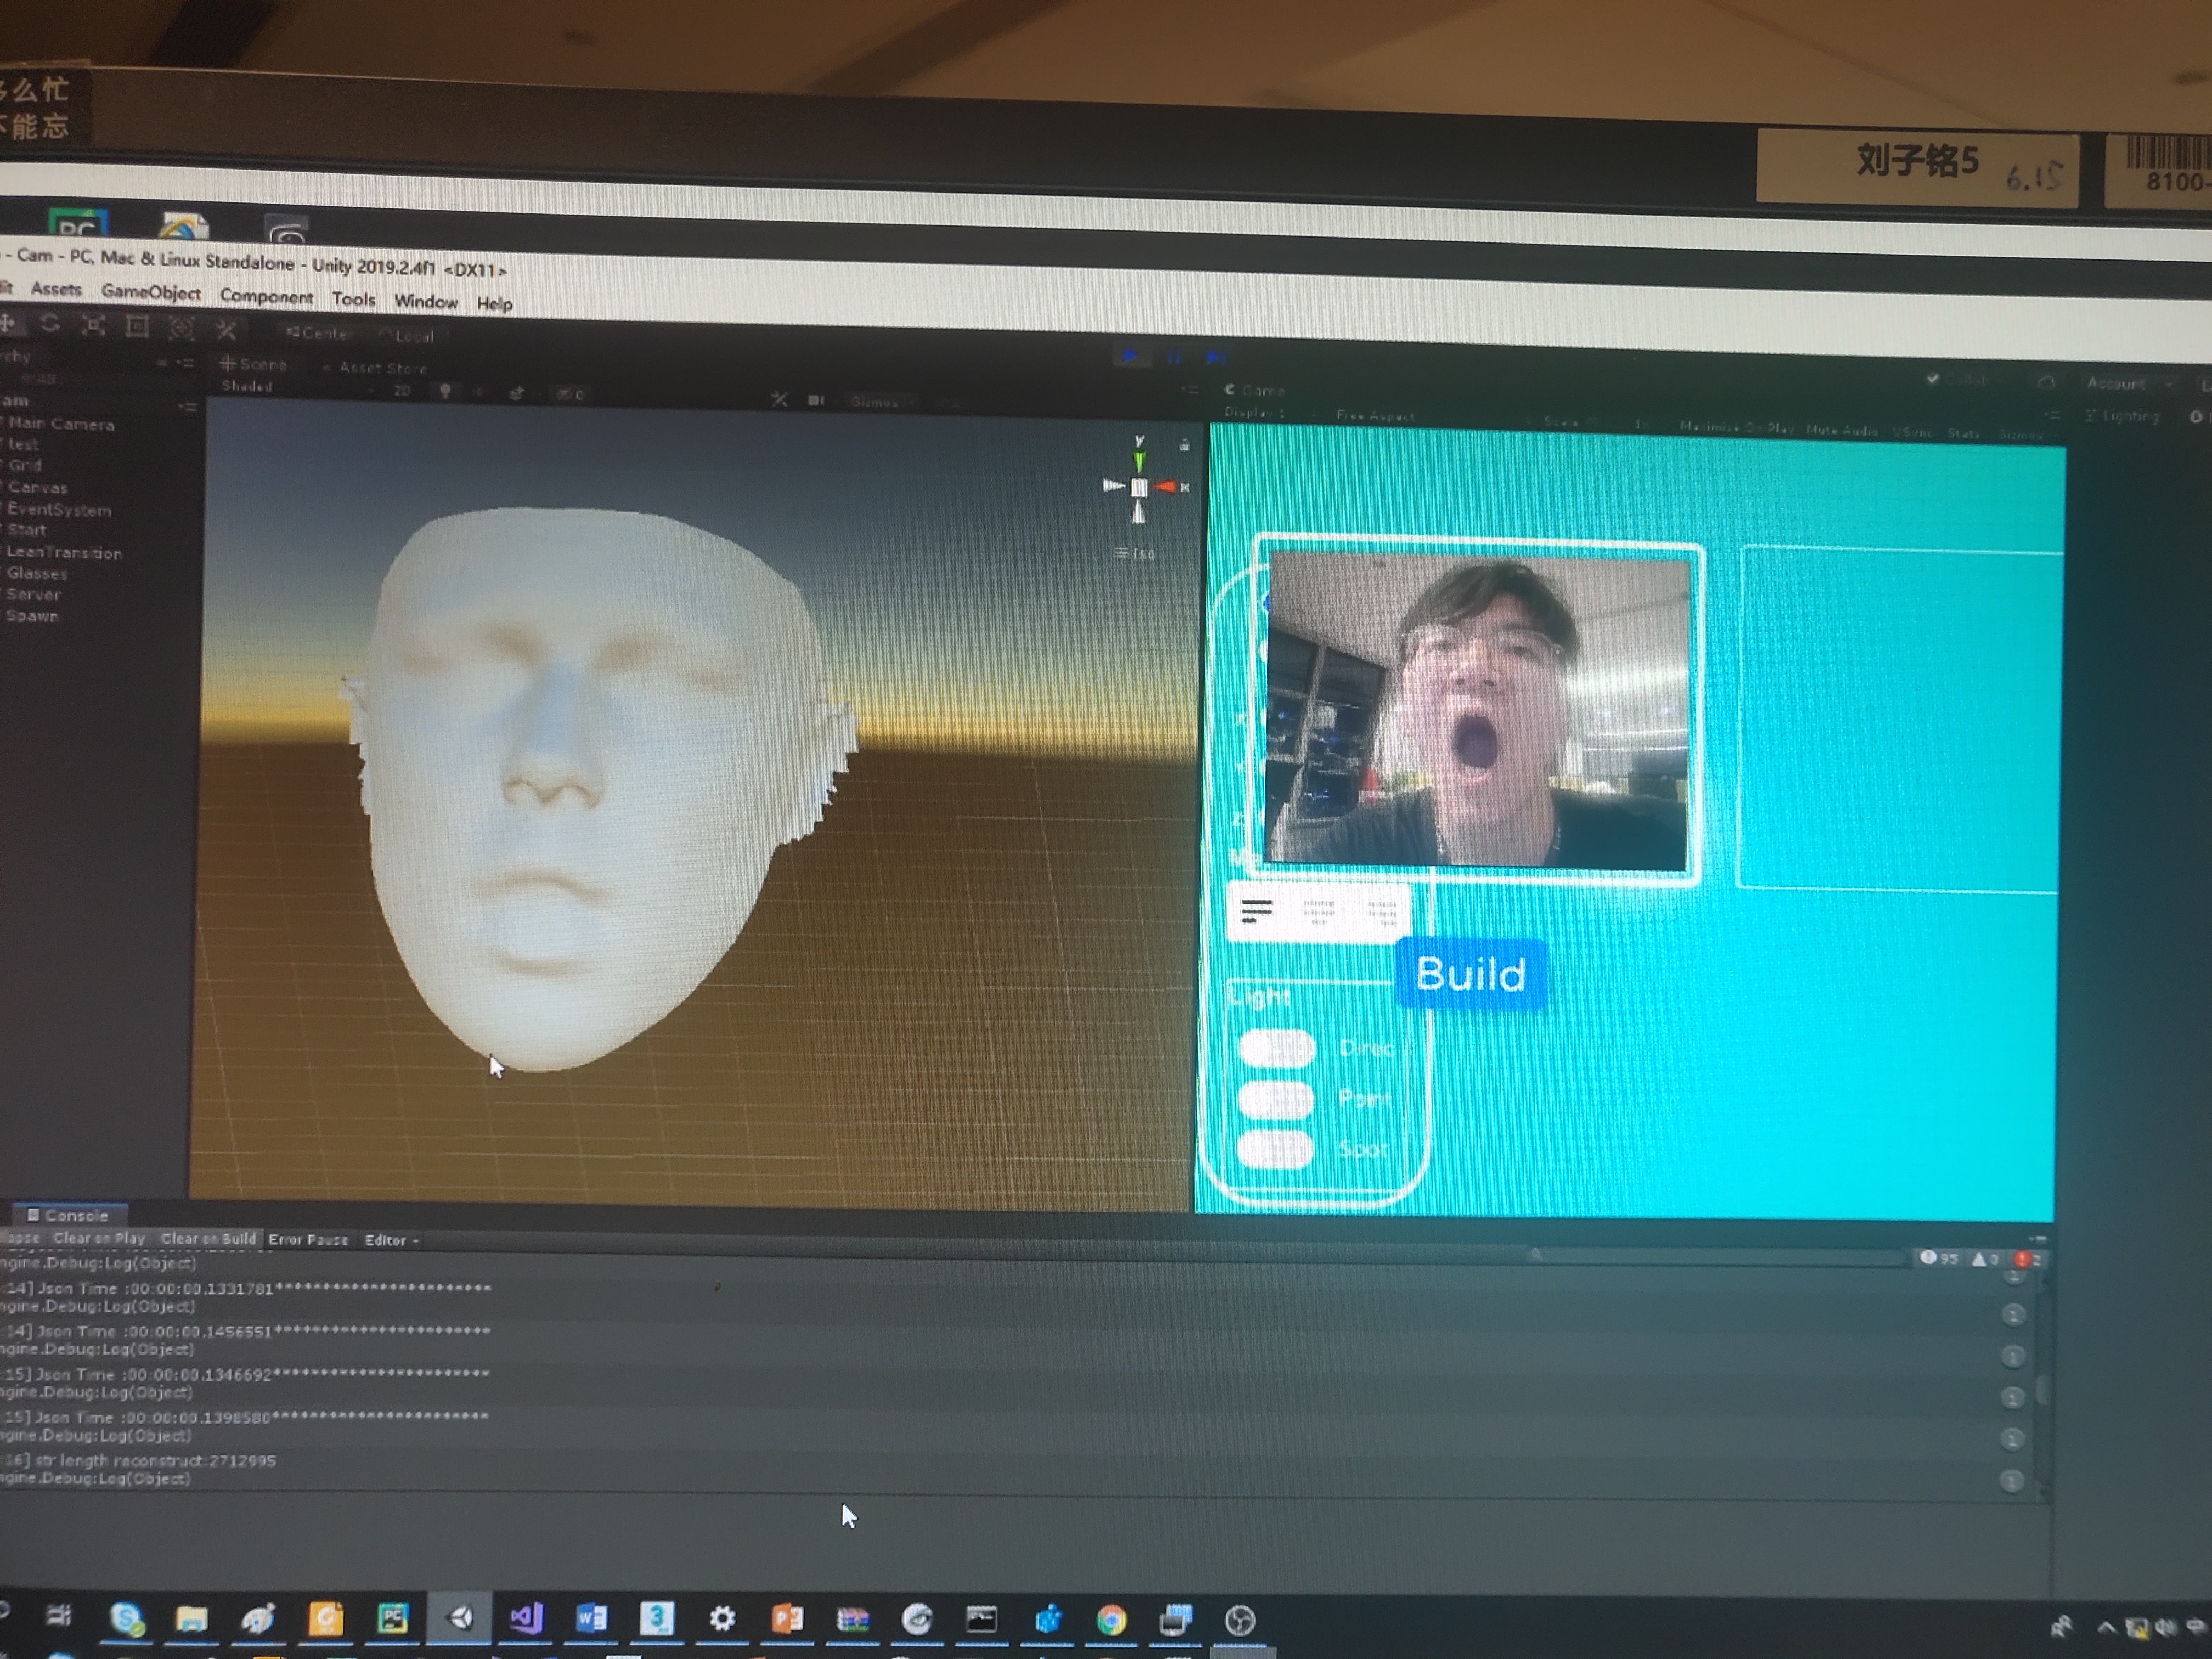 么忙
不能忘
刘子铭5 6.15
8100-
- Cam - PC, Mac & Linux Standalone - Unity 2019.2.4f1 <DX11>
Assets GameObject Component Tools Window Help
Center Local
Scene Asset Store
Shaded 2D 0 Gizmos
Game
Display 1 Free Aspect Scale 1x Maximize On Play Mute Audio VSync Stats Gizmos
Collab Account
Lighting
Main Camera
test
Grid
Canvas
EventSystem
Start
LeanTransition
Glasses
Server
Spawn
y
x
Iso
X
Y
Z
Build
Light
Direc
Point
Spot
Console
Clear on Play Clear on Build Error Pause Editor
95 0 2
ngine.Debug:Log(Object)
:14] Json Time :00:00:00.1331781************************
ngine.Debug:Log(Object)
:14] Json Time :00:00:00.1456551************************
ngine.Debug:Log(Object)
:15] Json Time :00:00:00.1346692************************
ngine.Debug:Log(Object)
:15] Json Time :00:00:00.1398580************************
ngine.Debug:Log(Object)
:16] str length reconstruct:2712995
ngine.Debug:Log(Object)